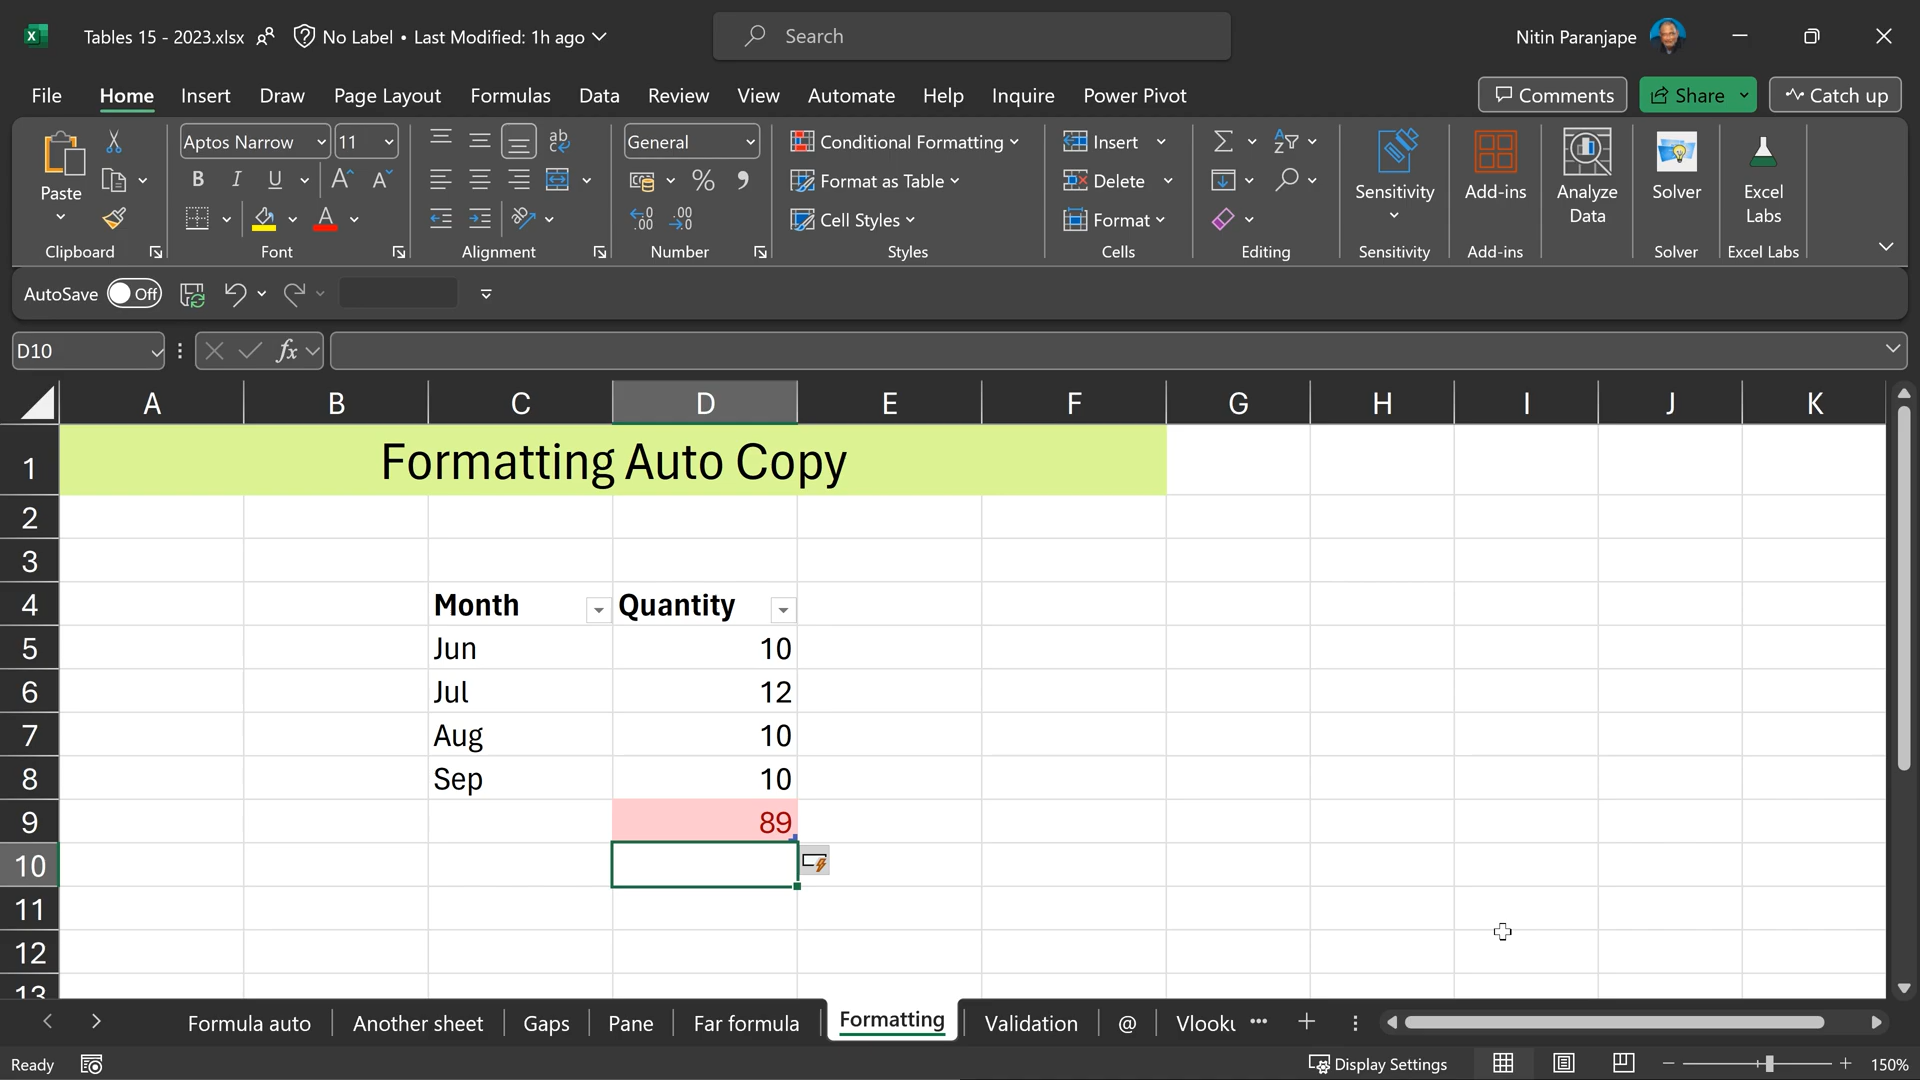 Tables 15 - 2023.xlsx No Label • Last Modified: 1h ago Search Nitin Paranjape
File Home Insert Draw Page Layout Formulas Data Review View Automate Help Inquire Power Pivot Comments Share Catch up
Paste Aptos Narrow 11 ab General Conditional Formatting Insert Σ
B I U A A % Format as Table Delete Sensitivity Add-ins Analyze Data Solver Excel Labs
A Cell Styles Format
Clipboard Font Alignment Number Styles Cells Editing Sensitivity Add-ins Solver Excel Labs
AutoSave Off
D10 fx
A B C D E F G H I J K
1 Formatting Auto Copy
2
3
4 Month Quantity
5 Jun 10
6 Jul 12
7 Aug 10
8 Sep 10
9 89
10
11
12
13
Formula auto Another sheet Gaps Pane Far formula Formatting Validation @ Vlooku ...
Ready Display Settings 150%